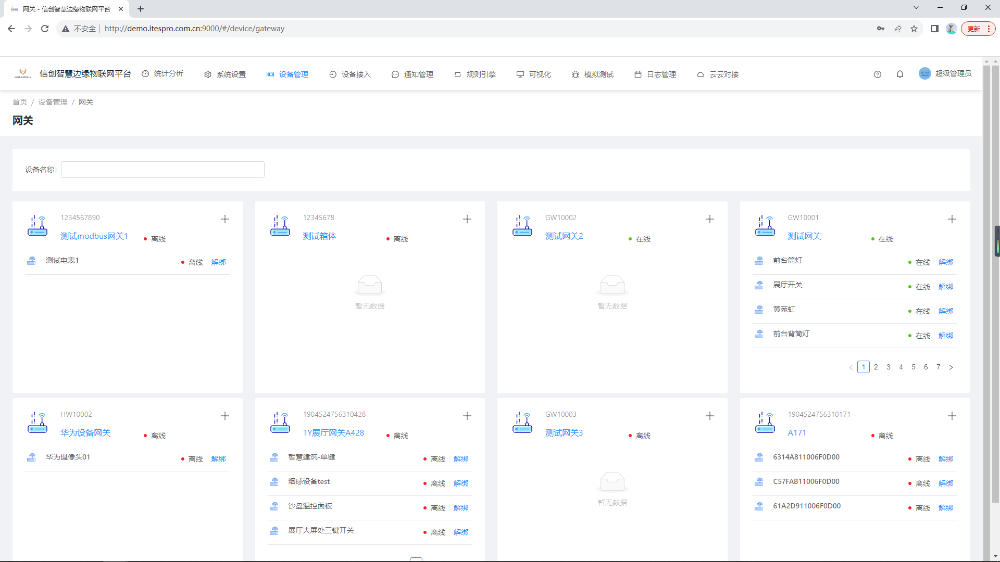 网关 - 信创智慧边缘物联网平台
不安全 http://demo.itespro.com.cn:9000/#/device/gateway 更新
信创智慧边缘物联网平台 统计分析 系统设置 设备管理 设备接入 通知管理 规则引擎 可视化 模拟测试 日志管理 云云对接 超级管理员
首页 / 设备管理 / 网关
网关
设备名称:
1234567890
测试modbus网关1 离线
测试电表1 离线 解绑
12345678
测试箱体 离线
暂无数据
GW10002
测试网关2 在线
暂无数据
GW10001
测试网关 在线
前台筒灯 在线 解绑
展厅开关 在线 解绑
黄苑虹 在线 解绑
前台背筒灯 在线 解绑
1 2 3 4 5 6 7
HW10002
华为设备网关 离线
华为摄像头01 离线 解绑
1904524756310428
TY展厅网关A428 离线
智慧建筑-单键 离线 解绑
烟感设备test 离线 解绑
沙盘温控面板 离线 解绑
展厅大屏处三键开关 离线 解绑
GW10003
测试网关3 离线
暂无数据
1904524756310171
A171 离线
6314A811006F0D00 离线 解绑
C57FAB11006F0D00 离线 解绑
61A2D911006F0D00 离线 解绑